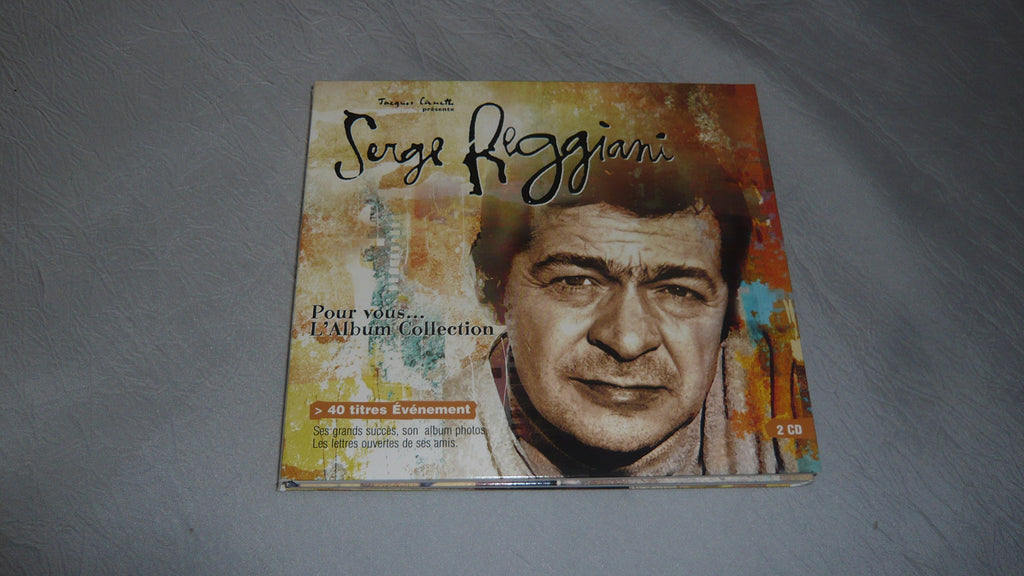 Jacques Canetti
présente
Serge Reggiani
Pour vous...
L'Album Collection
> 40 titres Événement
Ses grands succès, son album photos,
Les lettres ouvertes de ses amis.
2 CD